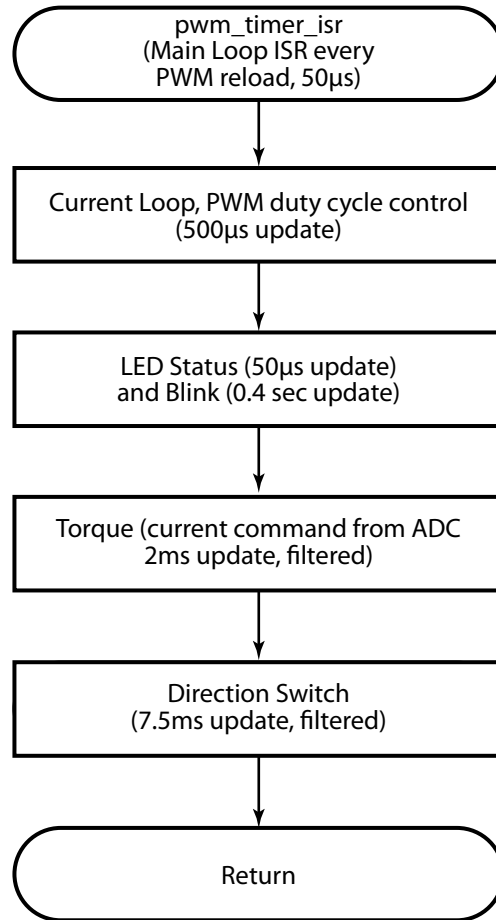 pwm_timer_isr
(Main Loop ISR every
PWM reload, 50µs)
Current Loop, PWM duty cycle control
(500µs update)
LED Status (50µs update)
and Blink (0.4 sec update)
Torque (current command from ADC
2ms update, filtered)
Direction Switch
(7.5ms update, filtered)
Return